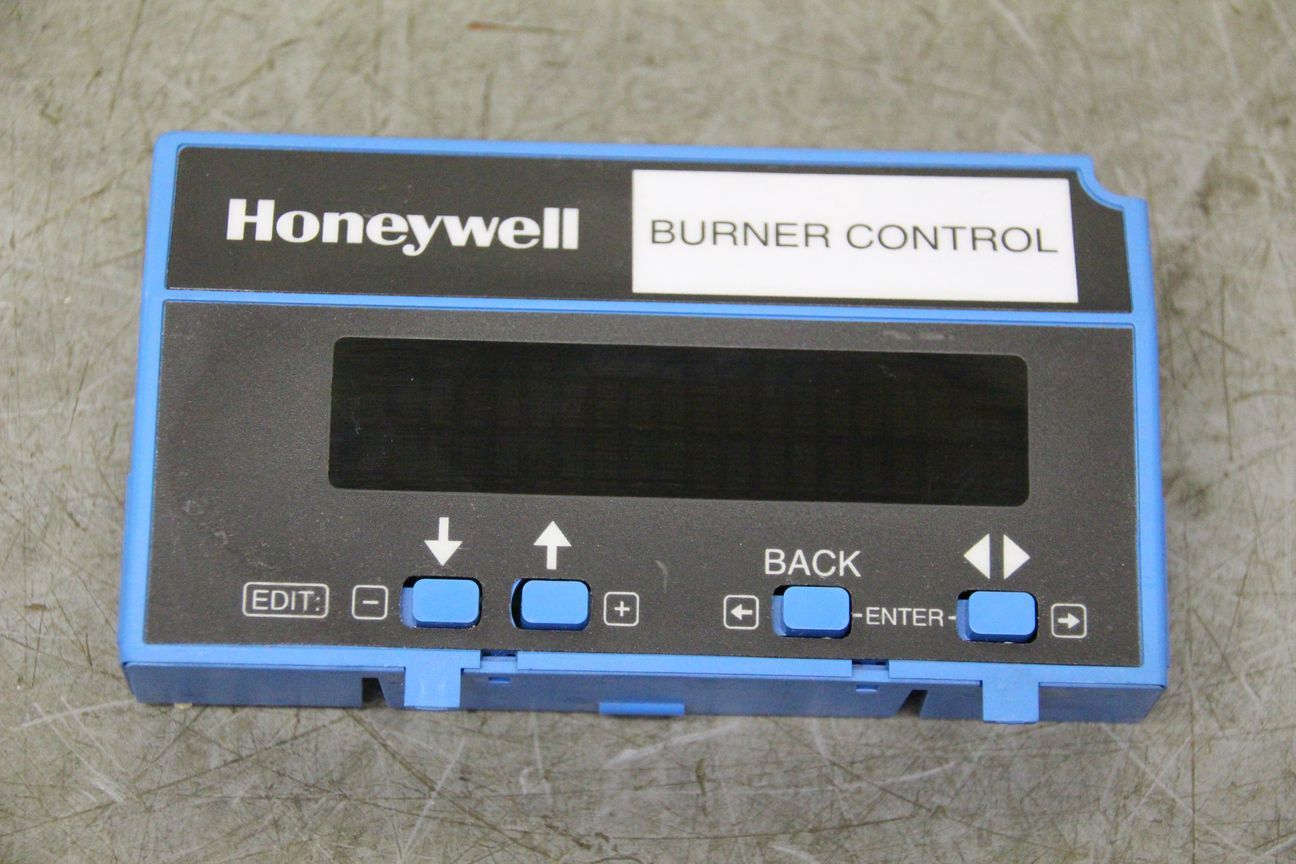 Honeywell
BURNER CONTROL
BACK
EDIT: - +
ENTER